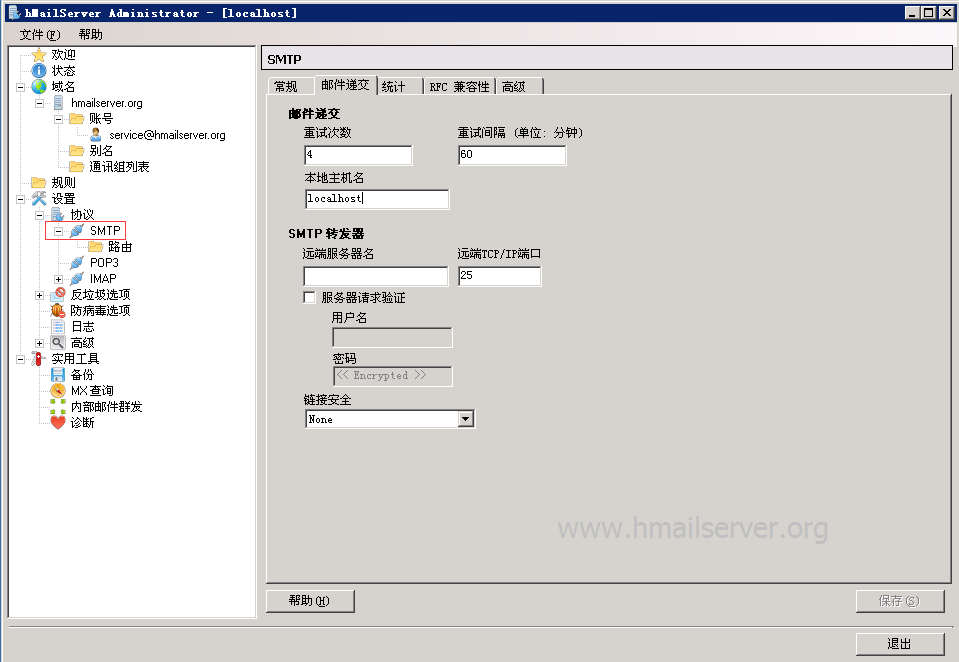 hMailServer Administrator - [localhost]
文件(F) 帮助
欢迎
状态
域名
hmailserver.org
账号
service@hmailserver.org
别名
通讯组列表
规则
设置
协议
SMTP
路由
POP3
IMAP
反垃圾选项
防病毒选项
日志
高级
实用工具
备份
MX查询
内部邮件群发
诊断
SMTP
常规 邮件递交 统计 RFC 兼容性 高级
邮件递交
重试次数 重试间隔 (单位: 分钟)
4 60
本地主机名
localhost
SMTP 转发器
远端服务器名 远端TCP/IP端口
25
服务器请求验证
用户名
密码
<< Encrypted >>
链接安全
None
www.hmailserver.org
帮助(H) 保存(S)
退出